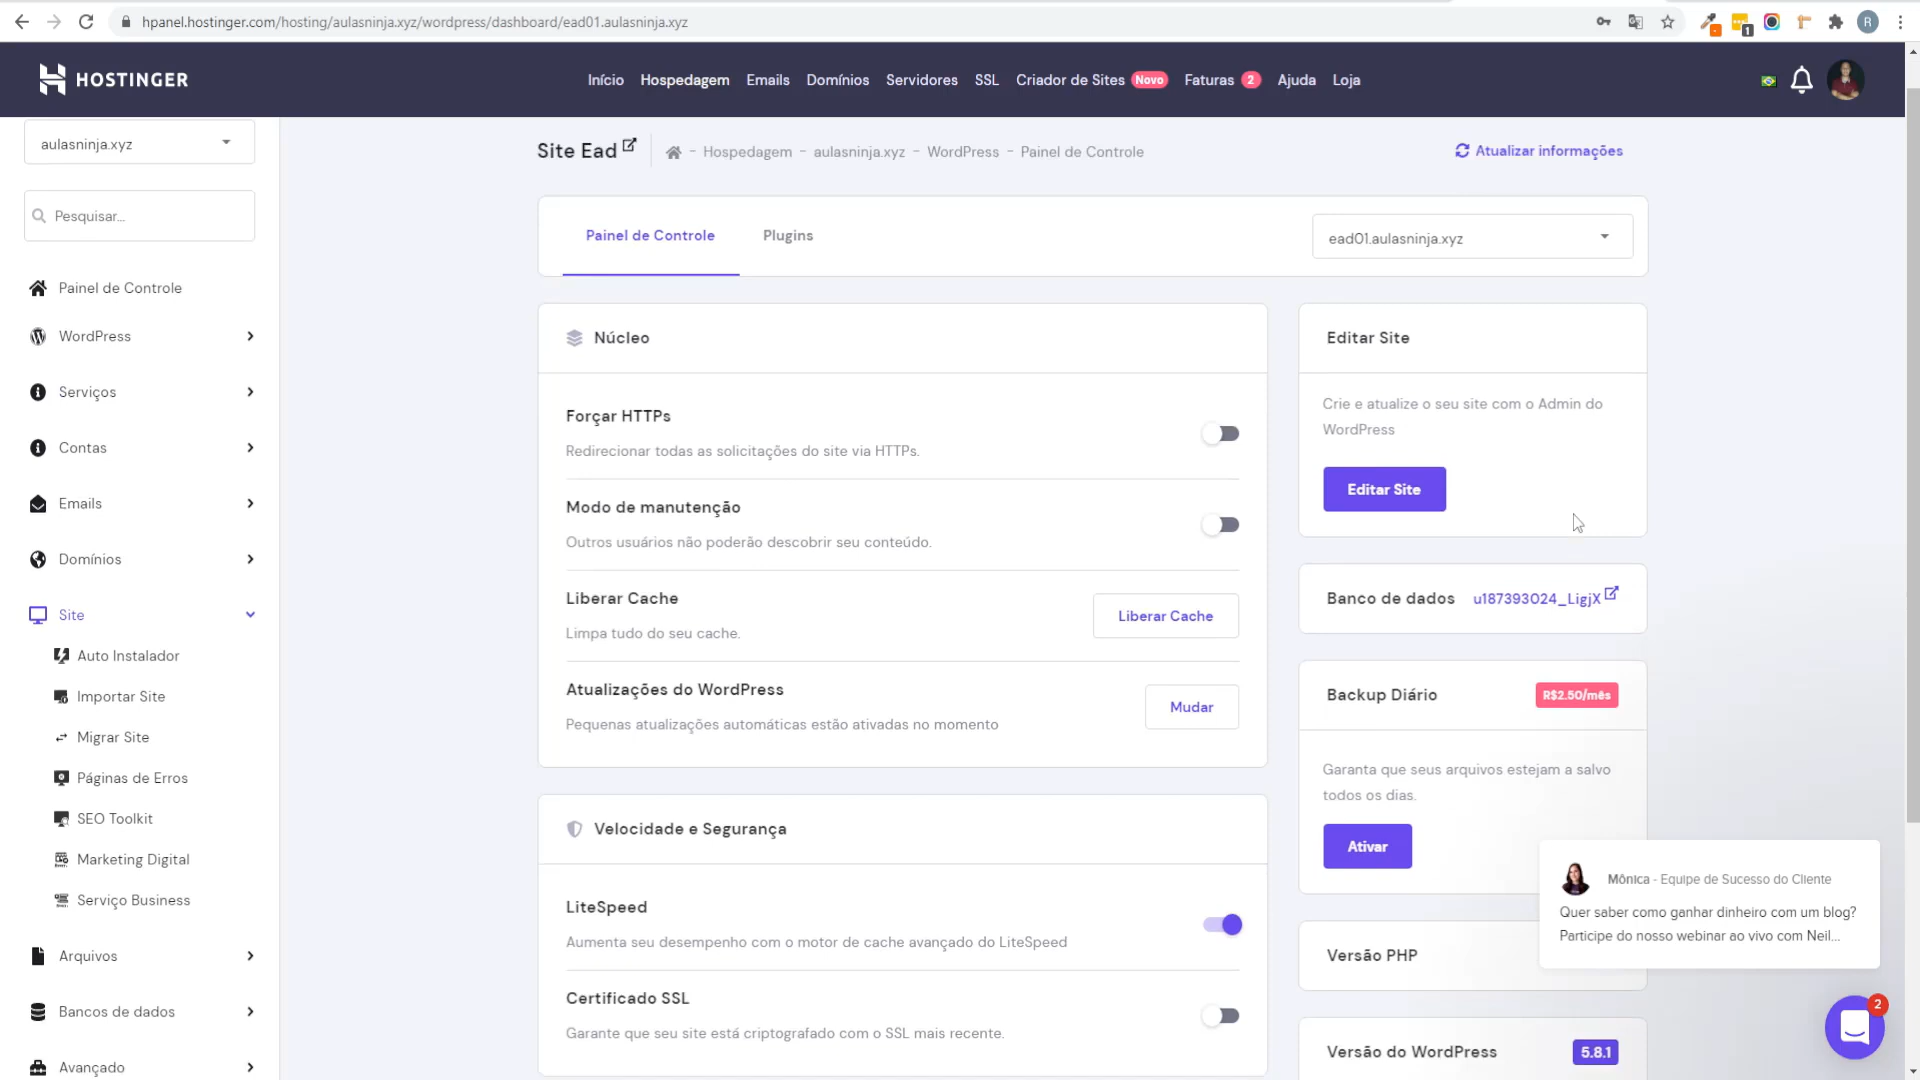 hpanel.hostinger.com/hosting/aulasninja.xyz/wordpress/dashboard/ead01.aulasninja.xyz
1
R
HOSTINGER
Início Hospedagem Emails Domínios Servidores SSL Criador de Sites Novo Faturas 2 Ajuda Loja
aulasninja.xyz
Pesquisar...
Painel de Controle
WordPress
Serviços
Contas
Emails
Domínios
Site
Auto Instalador
Importar Site
Migrar Site
Páginas de Erros
SEO Toolkit
Marketing Digital
Serviço Business
Arquivos
Bancos de dados
Avançado
Site Ead
- Hospedagem - aulasninja.xyz - WordPress - Painel de Controle
Atualizar informações
Painel de Controle Plugins
ead01.aulasninja.xyz
Núcleo
Forçar HTTPs
Redirecionar todas as solicitações do site via HTTPs.
Modo de manutenção
Outros usuários não poderão descobrir seu conteúdo.
Liberar Cache
Limpa tudo do seu cache.
Liberar Cache
Atualizações do WordPress
Pequenas atualizações automáticas estão ativadas no momento
Mudar
Velocidade e Segurança
LiteSpeed
Aumenta seu desempenho com o motor de cache avançado do LiteSpeed
Certificado SSL
Garante que seu site está criptografado com o SSL mais recente.
Editar Site
Crie e atualize o seu site com o Admin do
WordPress
Editar Site
Banco de dados u187393024_LigjX
Backup Diário R$2.50/mês
Garanta que seus arquivos estejam a salvo
todos os dias.
Ativar
Versão PHP
Versão do WordPress 5.8.1
Mônica - Equipe de Sucesso do Cliente
Quer saber como ganhar dinheiro com um blog?
Participe do nosso webinar ao vivo com Neil...
2